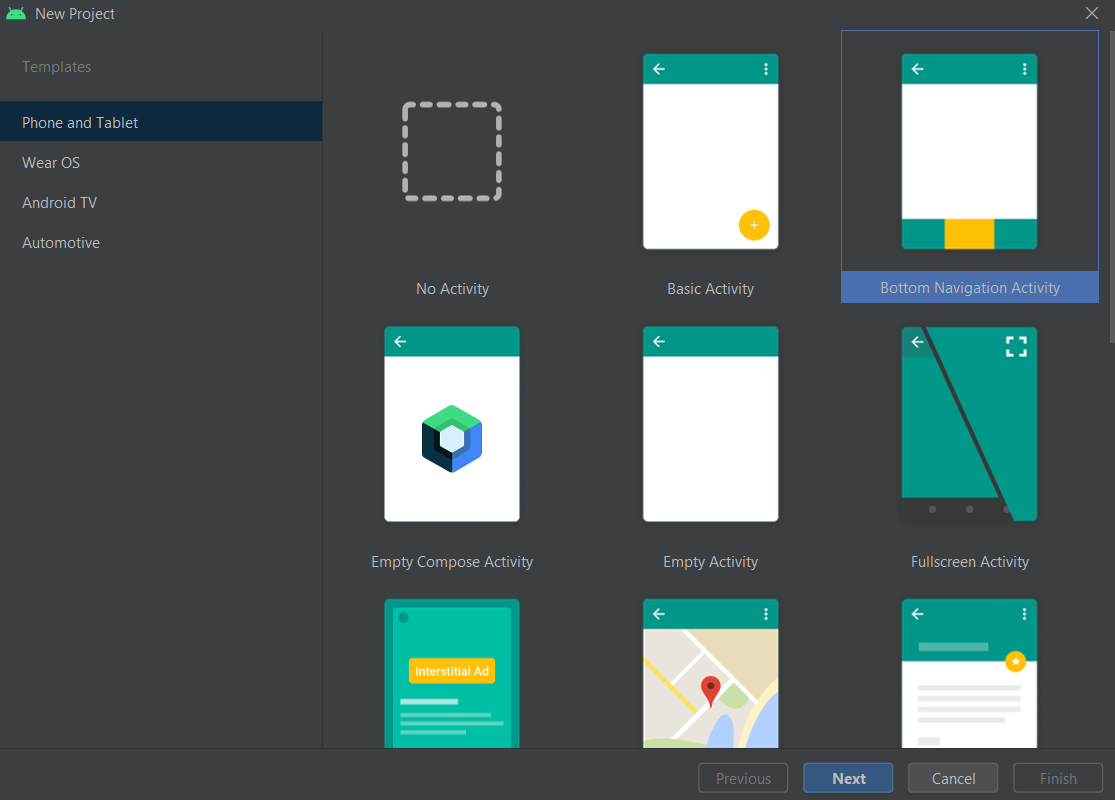 New Project
Templates
Phone and Tablet
Wear OS
Android TV
Automotive
No Activity
Basic Activity
Bottom Navigation Activity
Empty Compose Activity
Empty Activity
Fullscreen Activity
Interstitial Ad
Previous
Next
Cancel
Finish